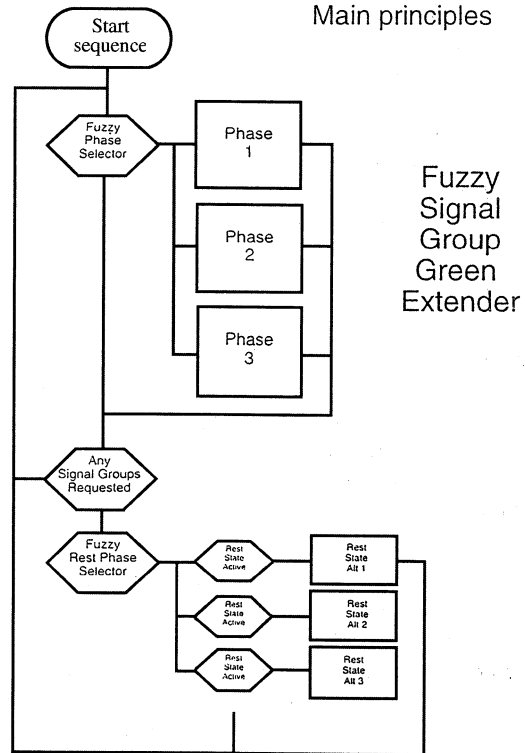 Main principles
Start
sequence
Fuzzy
Phase
Selector
Phase
1
Phase
2
Phase
3
Fuzzy
Signal
Group
Green
Extender
Any
Signal Groups
Requested
Fuzzy
Rest Phase
Selector
Rest
State
Active
Rest
State
Alt 1
Rest
State
Active
Rest
State
Alt 2
Rest
State
Active
Rest
State
Alt 3